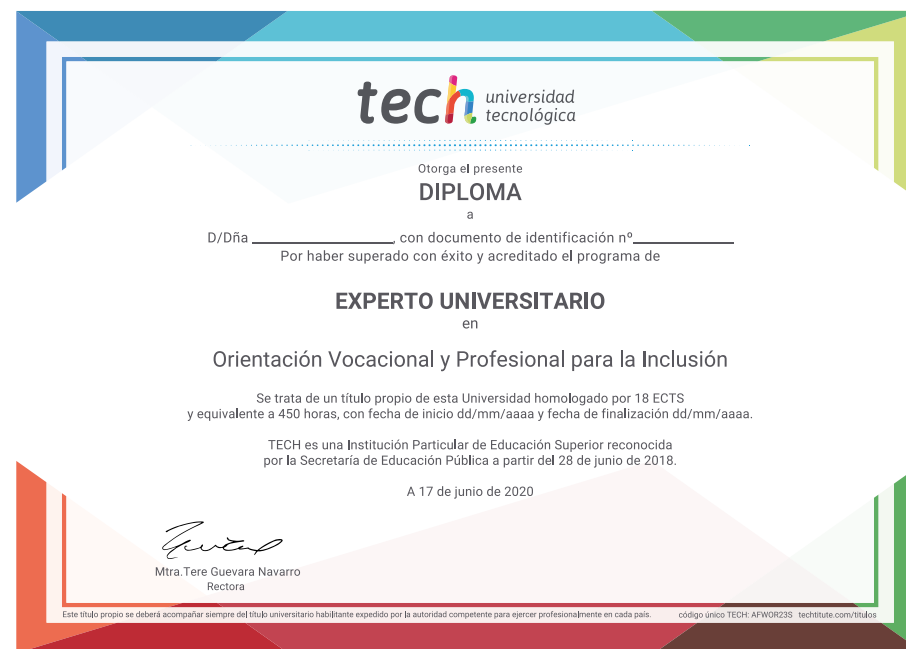 tech universidad
tecnológica
Otorga el presente
DIPLOMA
a
D/Dña ____________________, con documento de identificación nº______________
Por haber superado con éxito y acreditado el programa de
EXPERTO UNIVERSITARIO
en
Orientación Vocacional y Profesional para la Inclusión
Se trata de un título propio de esta Universidad homologado por 18 ECTS
y equivalente a 450 horas, con fecha de inicio dd/mm/aaaa y fecha de finalización dd/mm/aaaa.
TECH es una Institución Particular de Educación Superior reconocida
por la Secretaría de Educación Pública a partir del 28 de junio de 2018.
A 17 de junio de 2020
Mtra.Tere Guevara Navarro
Rectora
Este título propio se deberá acompañar siempre del título universitario habilitante expedido por la autoridad competente para ejercer profesionalmente en cada país. código único TECH: AFWOR23S techtitute.com/titulos